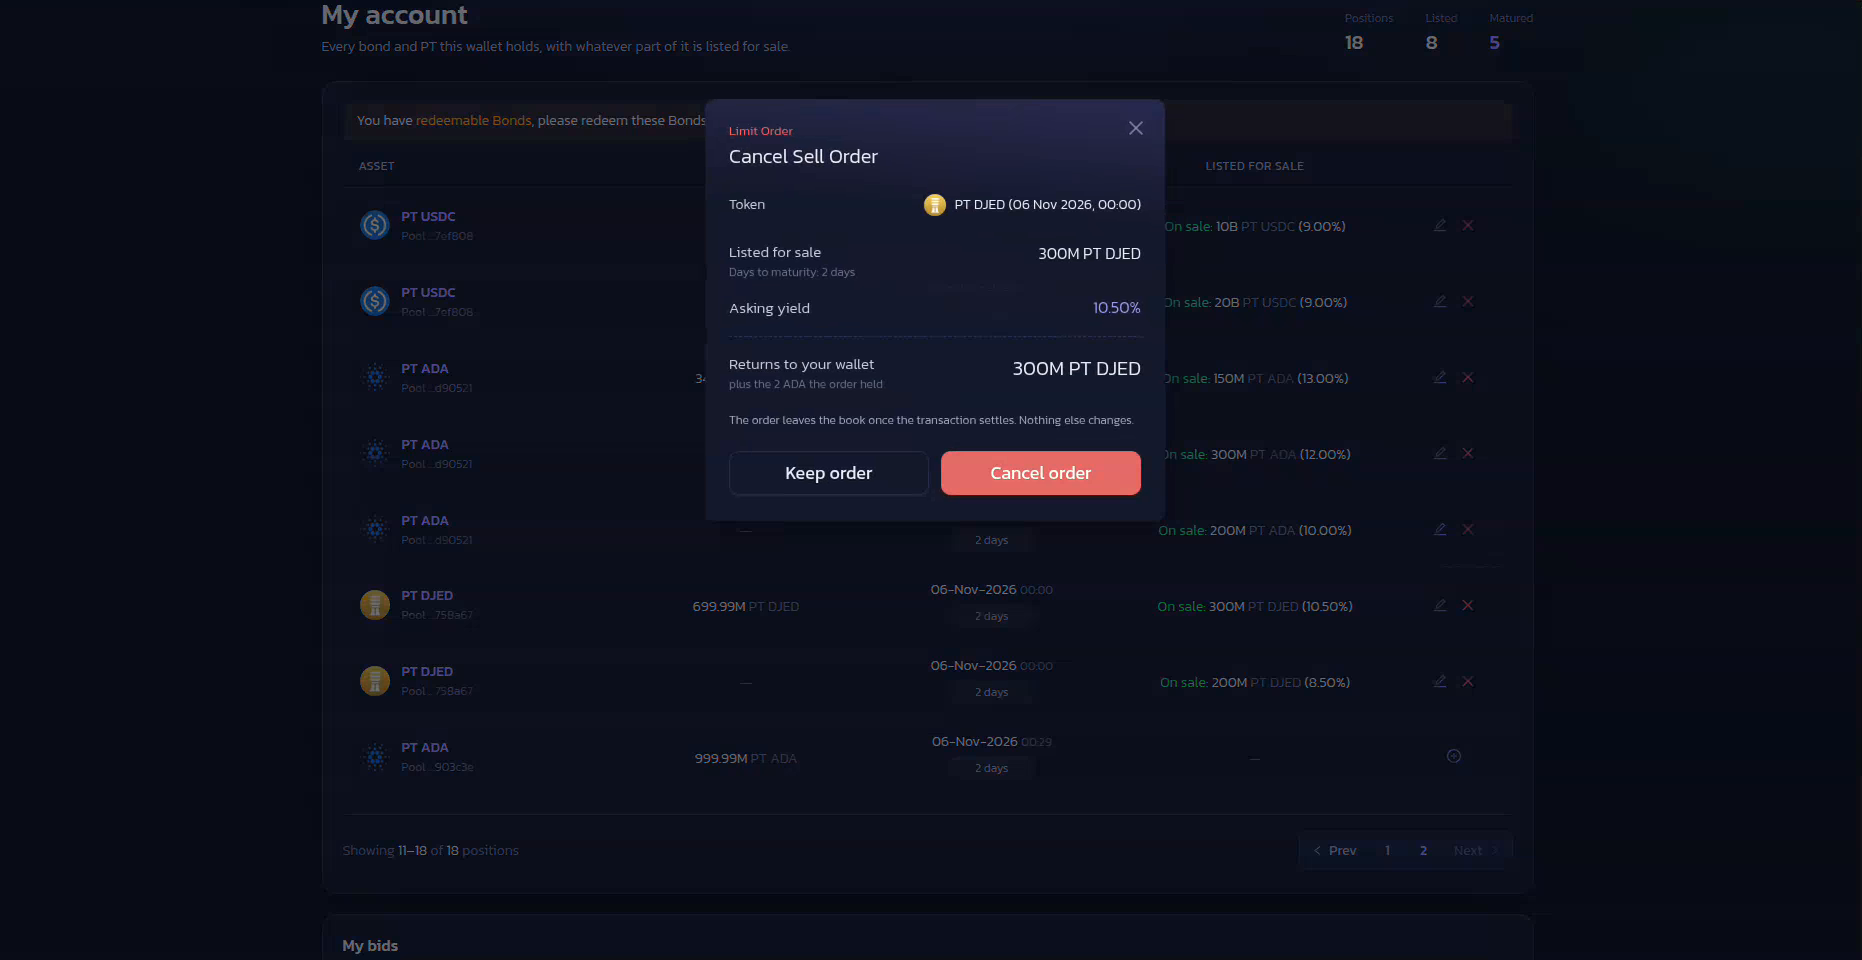 My account
Every bond and PT this wallet holds, with whatever part of it is listed for sale.
Positions Listed Matured
18 8 5
You have redeemable Bonds, please redeem these Bonds
ASSET LISTED FOR SALE
Limit Order
Cancel Sell Order
Token PT DJED (06 Nov 2026, 00:00)
Listed for sale 300M PT DJED
Days to maturity: 2 days
Asking yield 10.50%
Returns to your wallet 300M PT DJED
plus the 2 ADA the order held
The order leaves the book once the transaction settles. Nothing else changes.
Keep order Cancel order
PT USDC
Pool ...7ef808
On sale: 10B PT USDC (9.00%)
PT USDC
Pool ...7ef808
On sale: 20B PT USDC (9.00%)
PT ADA
Pool ...d90521
34
On sale: 150M PT ADA (13.00%)
PT ADA
Pool ...d90521
On sale: 300M PT ADA (12.00%)
PT ADA
Pool ...d90521
—
2 days
On sale: 200M PT ADA (10.00%)
PT DJED
Pool ...758a67
699.99M PT DJED
06-Nov-2026 00:00
2 days
On sale: 300M PT DJED (10.50%)
PT DJED
Pool ...758a67
—
06-Nov-2026 00:00
2 days
On sale: 200M PT DJED (8.50%)
PT ADA
Pool ...903c3e
999.99M PT ADA
06-Nov-2026 00:29
2 days
—
Showing 11–18 of 18 positions
Prev 1 2 Next
My bids